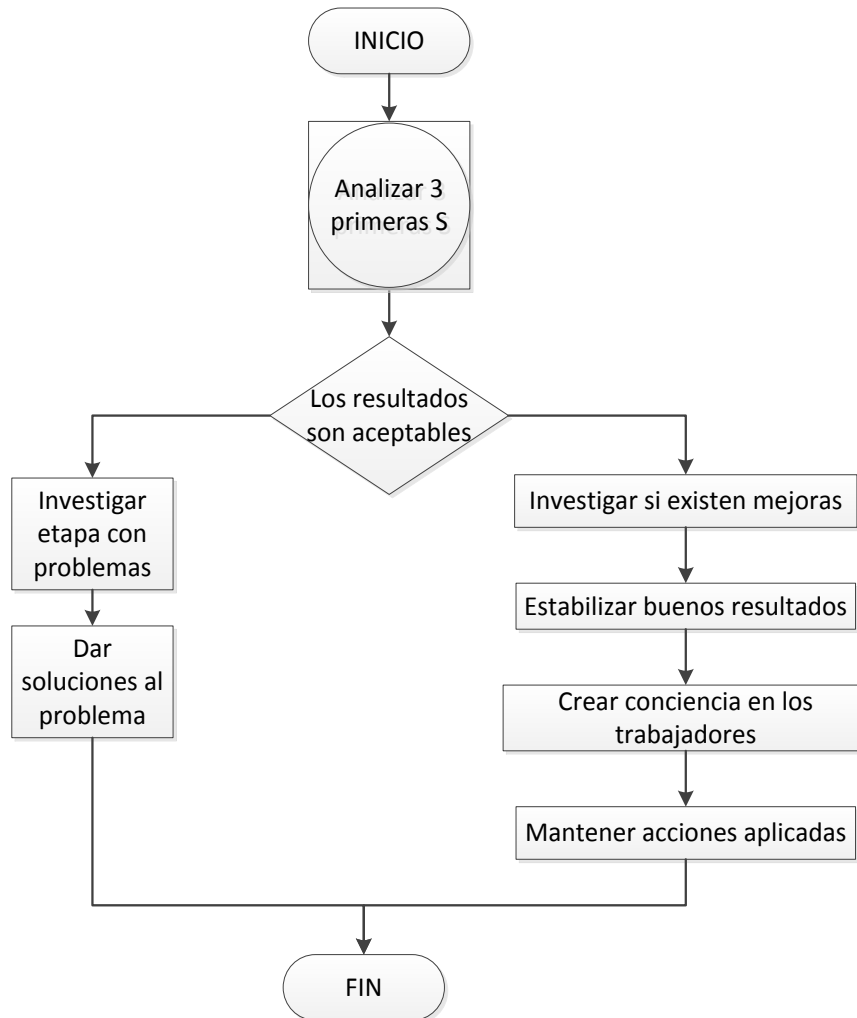 INICIO
Analizar 3
primeras S
Los resultados
son aceptables
Investigar
etapa con
problemas
Dar
soluciones al
problema
Investigar si existen mejoras
Estabilizar buenos resultados
Crear conciencia en los
trabajadores
Mantener acciones aplicadas
FIN